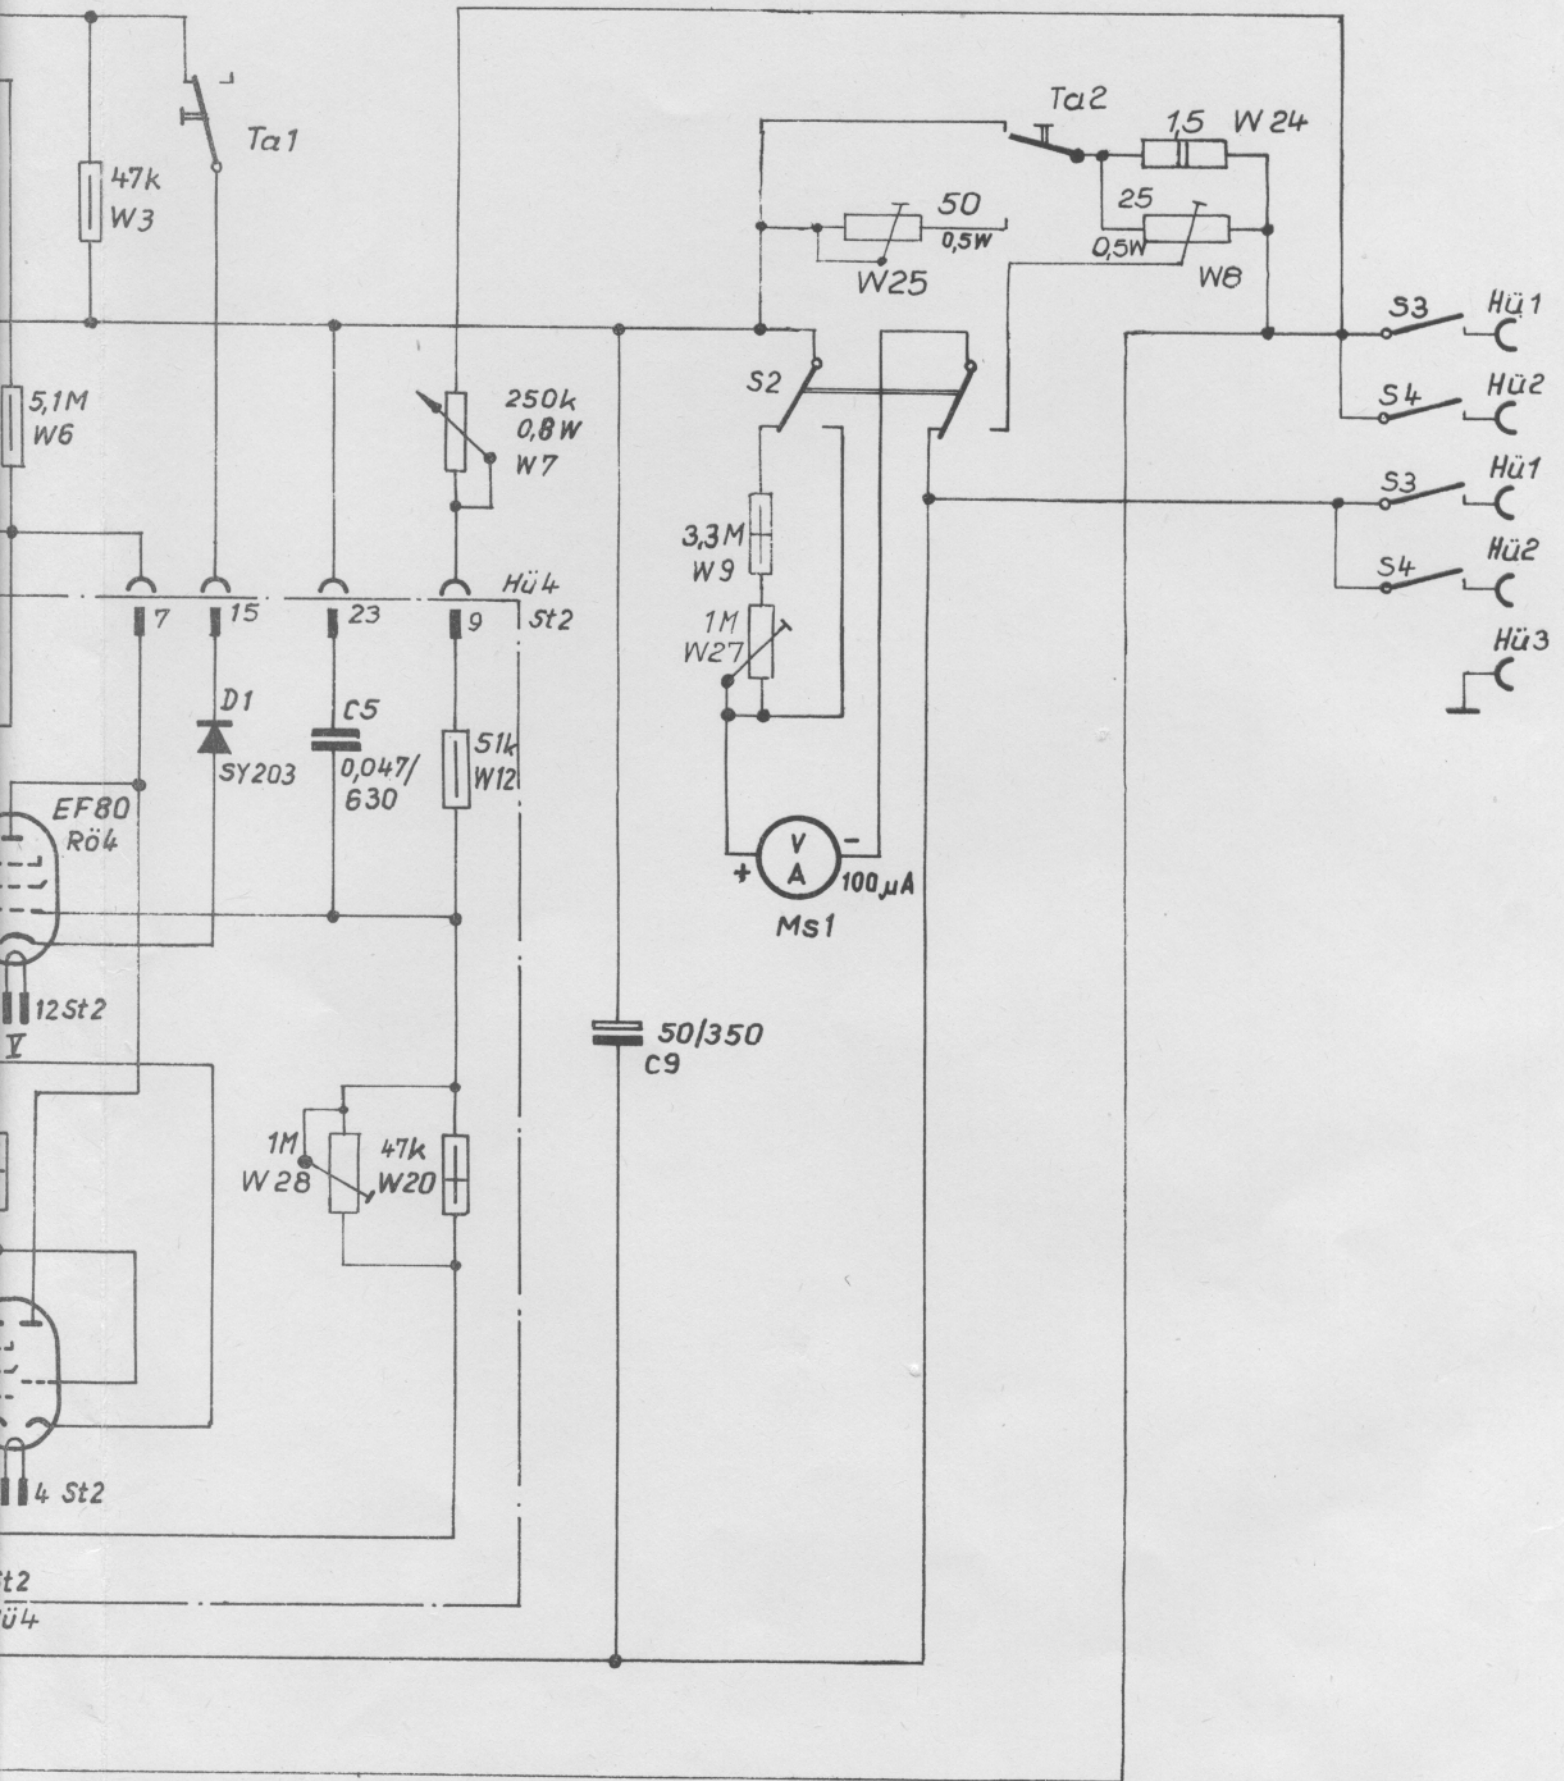 Ta1
47k
W3
Ta2
1,5 W24
50
0,5W
W25
25
0,5W
W8
S3 Hü1
S4 Hü2
S3 Hü1
S4 Hü2
Hü3
5,1M
W6
250k
0,8W
W7
S2
3,3M
W9
1M
W27
Hü4
St2
7
15
23
9
D1
SY203
C5
0,047/
630
51k
W12
EF80
Rö4
V
A
+
-
100µA
Ms1
12St2
V
50/350
C9
1M
W28
47k
W20
4 St2
t2
ü4